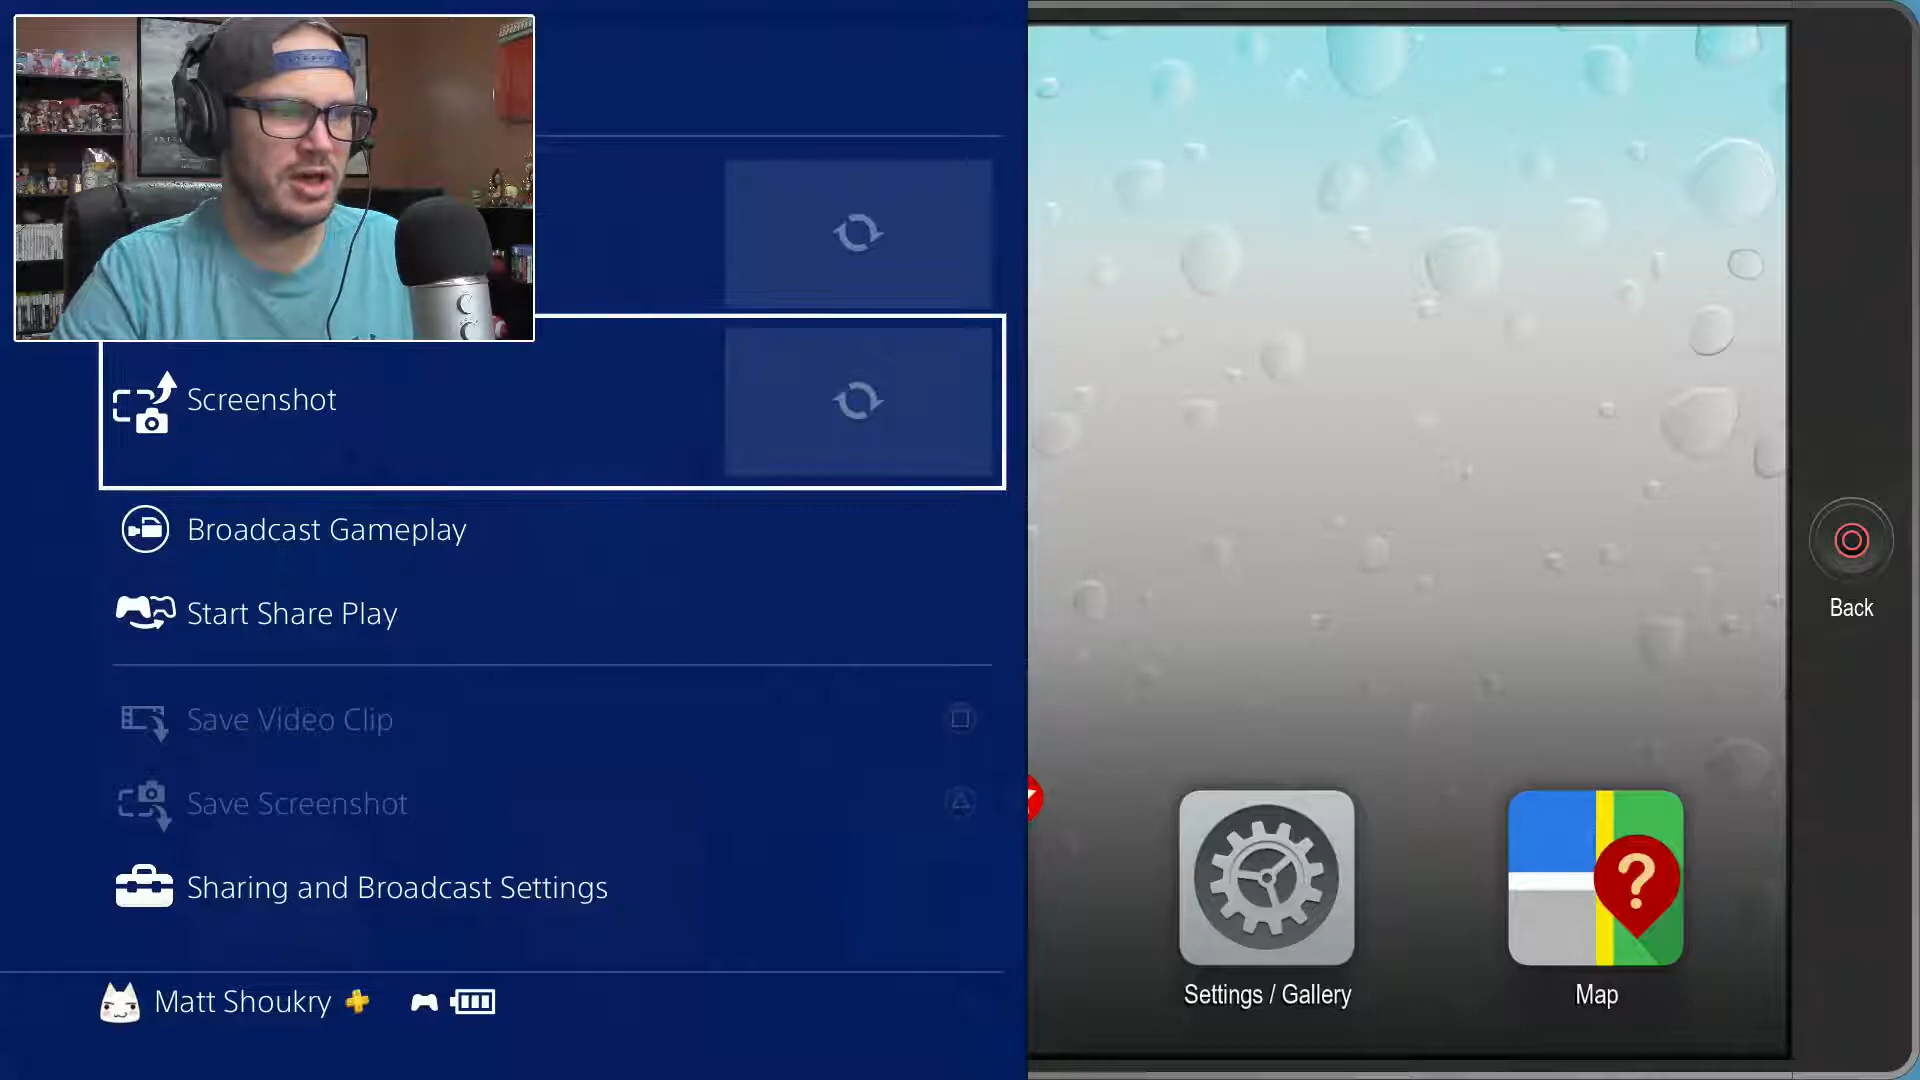 Screenshot
Broadcast Gameplay
Start Share Play
Save Video Clip
Save Screenshot
Sharing and Broadcast Settings
Matt Shoukry
Back
Settings / Gallery
Map
?